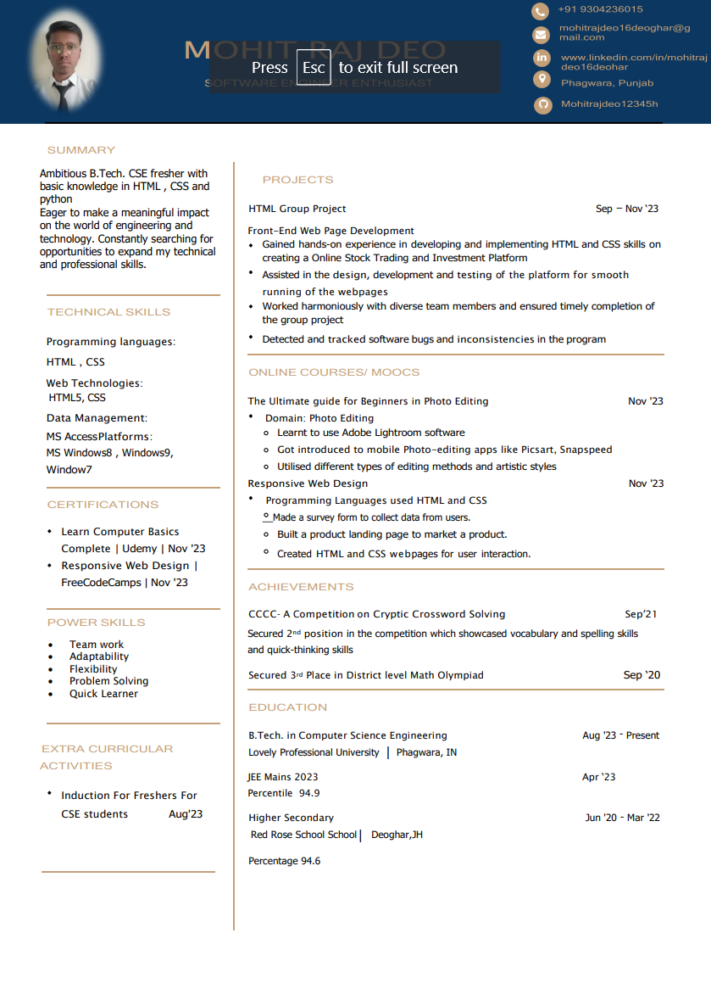 MOHIT RAJ DEO
SOFTWARE ENGINEER ENTHUSIAST
Press Esc to exit full screen
+91 9304236015
mohitrajdeo16deoghar@g
mail.com
www.linkedin.com/in/mohitraj
deo16deohar
Phagwara, Punjab
Mohitrajdeo12345h
SUMMARY
Ambitious B.Tech. CSE fresher with
basic knowledge in HTML , CSS and
python
Eager to make a meaningful impact
on the world of engineering and
technology. Constantly searching for
opportunities to expand my technical
and professional skills.
TECHNICAL SKILLS
Programming languages:
HTML , CSS
Web Technologies:
HTML5, CSS
Data Management:
MS AccessPlatforms:
MS Windows8 , Windows9,
Window7
CERTIFICATIONS
• Learn Computer Basics
Complete | Udemy | Nov '23
• Responsive Web Design |
FreeCodeCamps | Nov '23
POWER SKILLS
• Team work
• Adaptability
• Flexibility
• Problem Solving
• Quick Learner
EXTRA CURRICULAR
ACTIVITIES
• Induction For Freshers For
CSE students Aug'23
PROJECTS
HTML Group Project Sep – Nov ‘23
Front-End Web Page Development
• Gained hands-on experience in developing and implementing HTML and CSS skills on
creating a Online Stock Trading and Investment Platform
• Assisted in the design, development and testing of the platform for smooth
running of the webpages
• Worked harmoniously with diverse team members and ensured timely completion of
the group project
• Detected and tracked software bugs and inconsistencies in the program
ONLINE COURSES/ MOOCS
The Ultimate guide for Beginners in Photo Editing Nov '23
• Domain: Photo Editing
o Learnt to use Adobe Lightroom software
o Got introduced to mobile Photo-editing apps like Picsart, Snapspeed
o Utilised different types of editing methods and artistic styles
Responsive Web Design Nov '23
• Programming Languages used HTML and CSS
o Made a survey form to collect data from users.
o Built a product landing page to market a product.
o Created HTML and CSS webpages for user interaction.
ACHIEVEMENTS
CCCC- A Competition on Cryptic Crossword Solving Sep’21
Secured 2nd position in the competition which showcased vocabulary and spelling skills
and quick-thinking skills
Secured 3rd Place in District level Math Olympiad Sep ‘20
EDUCATION
B.Tech. in Computer Science Engineering Aug '23 - Present
Lovely Professional University | Phagwara, IN
JEE Mains 2023 Apr ‘23
Percentile 94.9
Higher Secondary Jun '20 - Mar '22
Red Rose School School| Deoghar,JH
Percentage 94.6